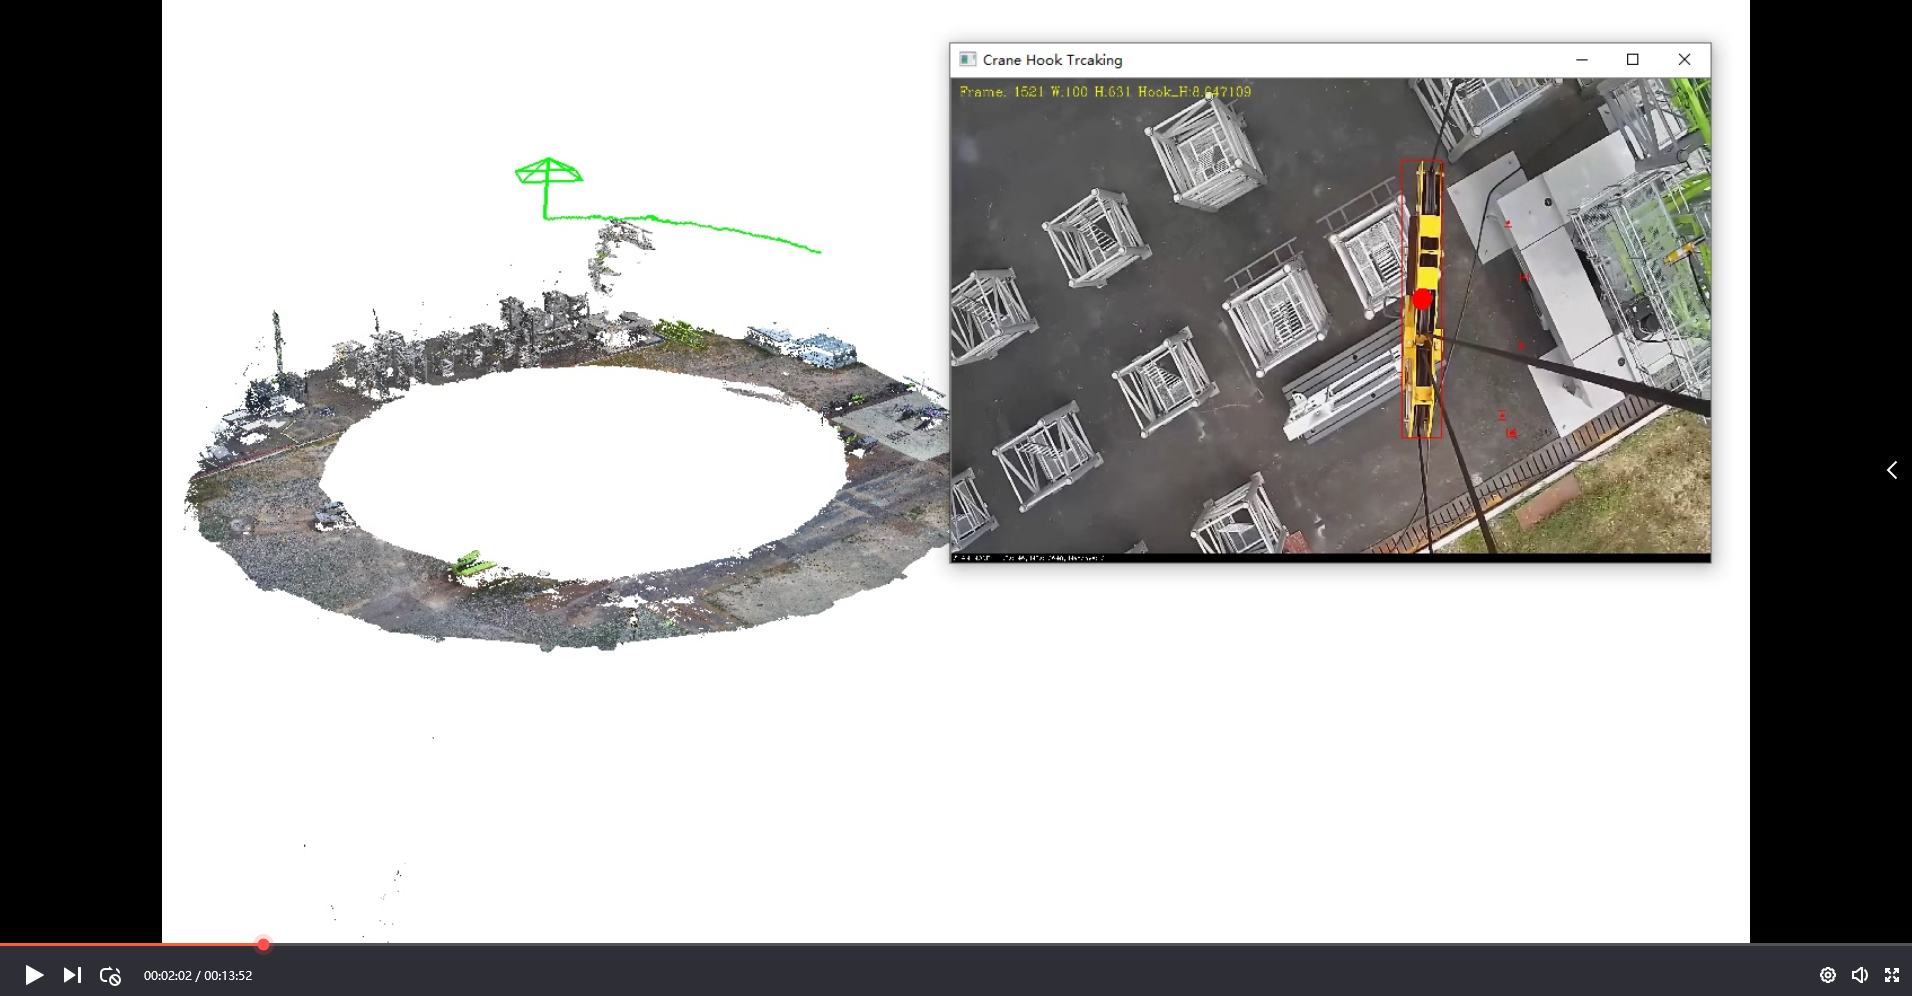 Crane Hook Trcaking
Frame. 1521 W.100 H.631 Hook_H:8.647109
00:02:02 / 00:13:52